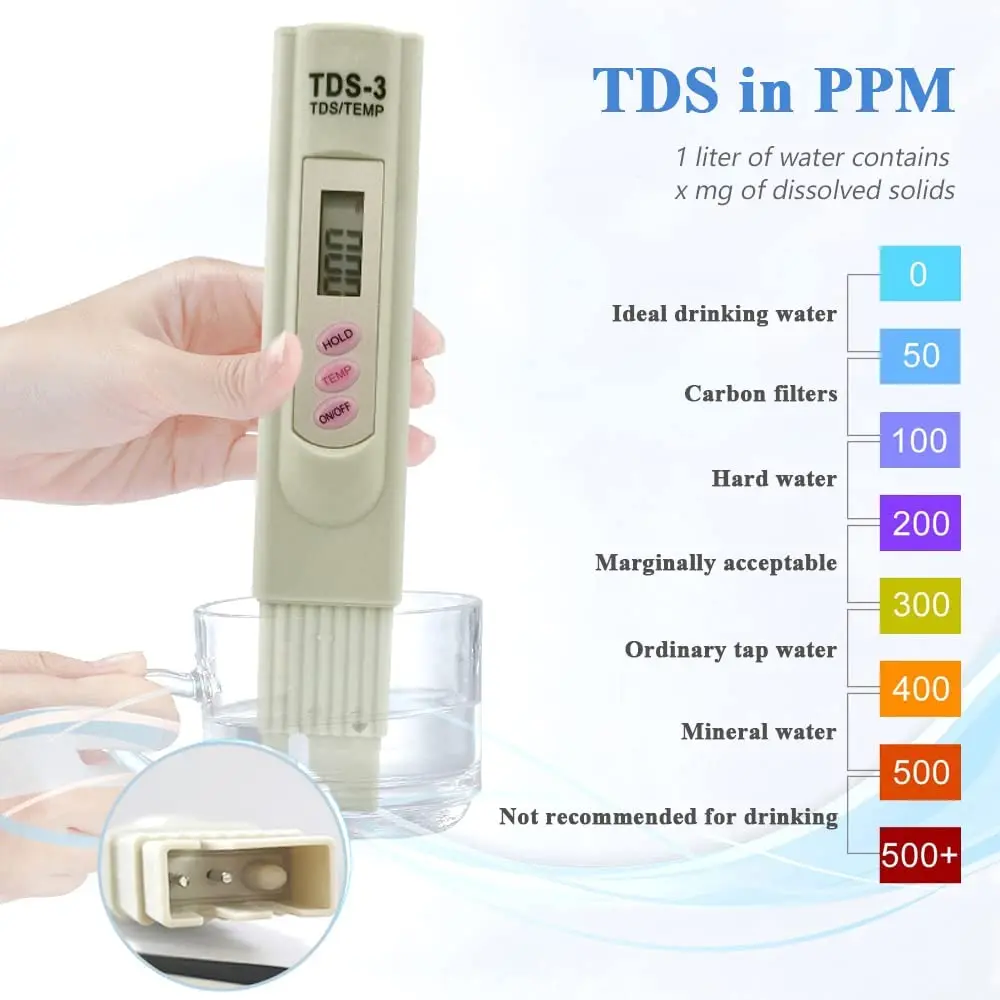 TDS-3
TDS/TEMP
000
HOLD
TEMP
ON/OFF
TDS in PPM
1 liter of water contains
x mg of dissolved solids
0
Ideal drinking water
50
Carbon filters
100
Hard water
200
Marginally acceptable
300
Ordinary tap water
400
Mineral water
500
Not recommended for drinking
500+